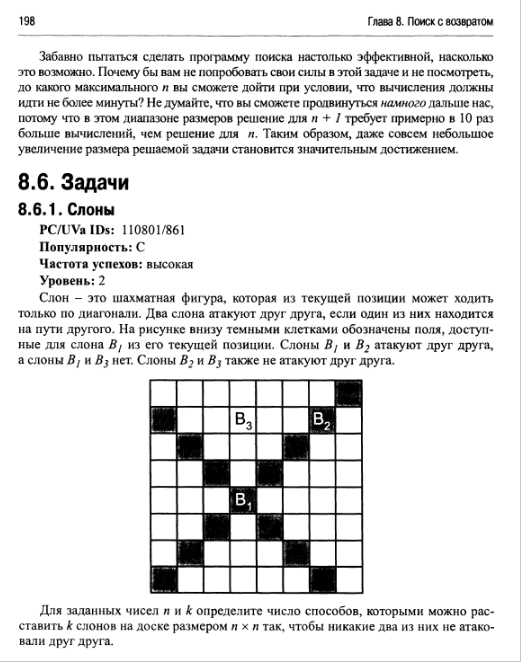 198
Глава 8. Поиск с возвратом
Забавно пытаться сделать программу поиска настолько эффективной, насколько
это возможно. Почему бы вам не попробовать свои силы в этой задаче и не посмотреть,
до какого максимального n вы сможете дойти при условии, что вычисления должны
идти не более минуты? Не думайте, что вы сможете продвинуться намного дальше нас,
потому что в этом диапазоне размеров решение для n + 1 требует примерно в 10 раз
больше вычислений, чем решение для n. Таким образом, даже совсем небольшое
увеличение размера решаемой задачи становится значительным достижением.
8.6. Задачи
8.6.1. Слоны
PC/UVa IDs: 110801/861
Популярность: C
Частота успехов: высокая
Уровень: 2
Слон – это шахматная фигура, которая из текущей позиции может ходить
только по диагонали. Два слона атакуют друг друга, если один из них находится
на пути другого. На рисунке внизу темными клетками обозначены поля, доступ-
ные для слона B1 из его текущей позиции. Слоны B1 и B2 атакуют друг друга,
а слоны B1 и B3 нет. Слоны B2 и B3 также не атакуют друг друга.
B3 B2
B1
Для заданных чисел n и k определите число способов, которыми можно рас-
ставить k слонов на доске размером n × n так, чтобы никакие два из них не атако-
вали друг друга.